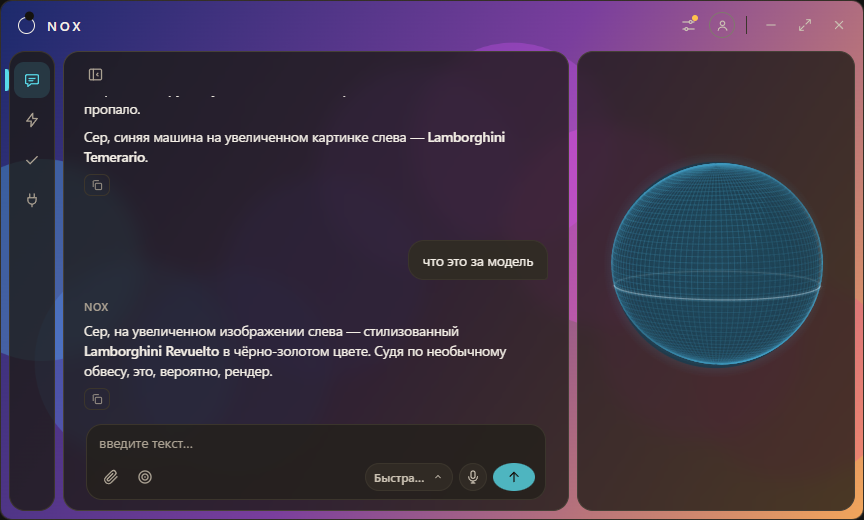 NOX
пропало.
Сер, синяя машина на увеличенном картинке слева — Lamborghini
Temerario.
что это за модель
NOX
Сер, на увеличенном изображении слева — стилизованный
Lamborghini Revuelto в чёрно-золотом цвете. Судя по необычному
обвесу, это, вероятно, рендер.
введите текст...
Быстра...